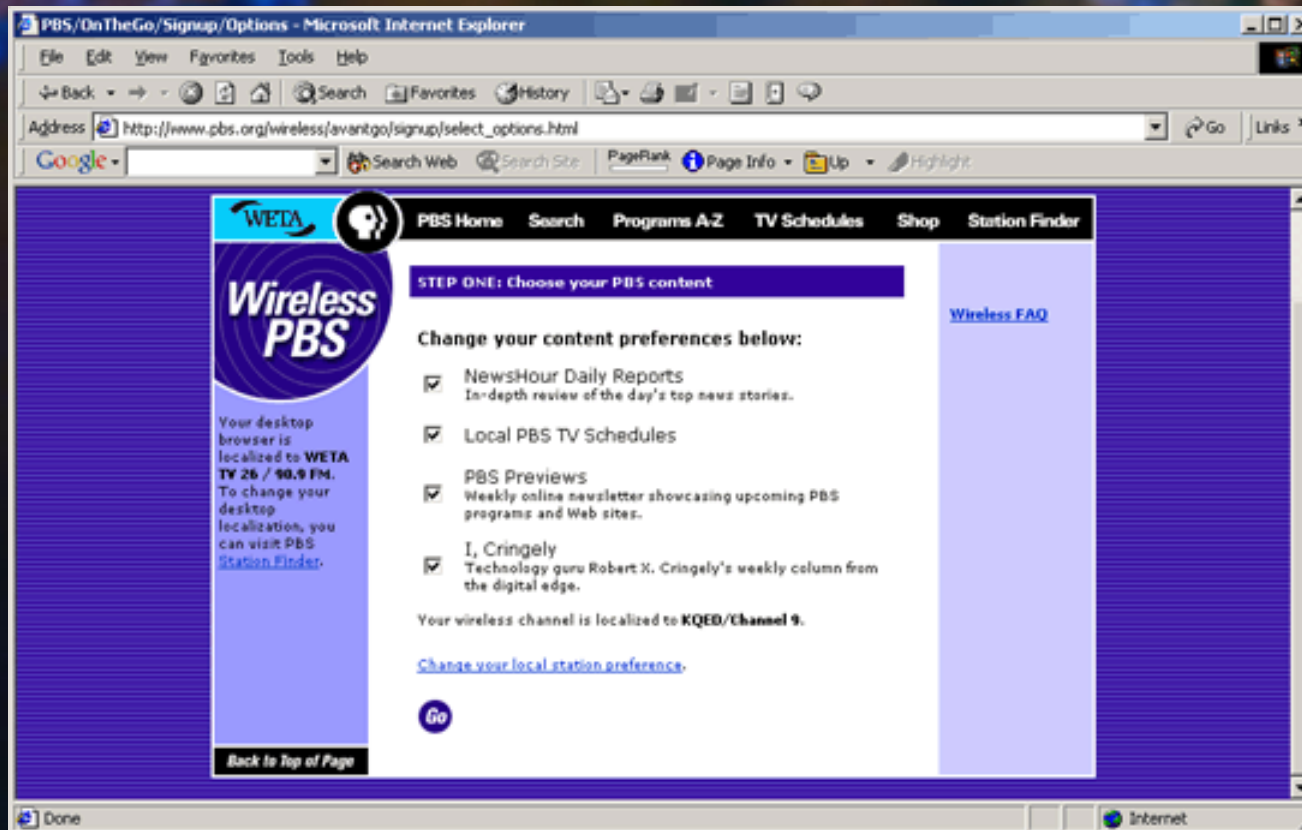 PBS/OnTheGo/Signup/Options - Microsoft Internet Explorer
File Edit View Favorites Tools Help
Back Search Favorites History
Address http://www.pbs.org/wireless/avantgo/signup/select_options.html Go Links
Google Search Web Search Site PageRank Page Info Up Highlight
WETA PBS Home Search Programs A-Z TV Schedules Shop Station Finder
Wireless
PBS
Your desktop
browser is
localized to WETA
TV 26 / 90.9 FM.
To change your
desktop
localization, you
can visit PBS
Station Finder.
Back to Top of Page
STEP ONE: Choose your PBS content
Change your content preferences below:
NewsHour Daily Reports
In-depth review of the day's top news stories.
Local PBS TV Schedules
PBS Previews
Weekly online newsletter showcasing upcoming PBS
programs and Web sites.
I, Cringely
Technology guru Robert X. Cringely's weekly column from
the digital edge.
Your wireless channel is localized to KQED/Channel 9.
Change your local station preference.
Go
Wireless FAQ
Done Internet